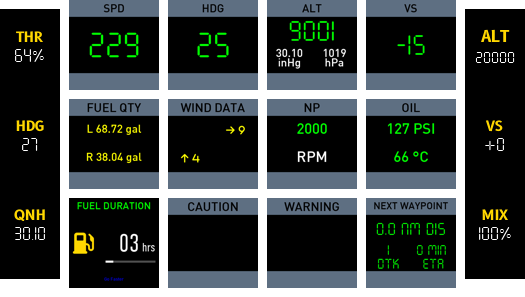 THR
64%
HDG
27
QNH
30.10
SPD
229
HDG
25
ALT
9001
30.10 1019
inHg hPa
VS
-15
FUEL QTY
L 68.72 gal
R 38.04 gal
WIND DATA
→ 9
↑ 4
NP
2000
RPM
OIL
127 PSI
66 °C
FUEL DURATION
03 hrs
CAUTION
WARNING
NEXT WAYPOINT
0.0 NM DIS
1 0 MIN
DTK ETA
ALT
20000
VS
+0
MIX
100%